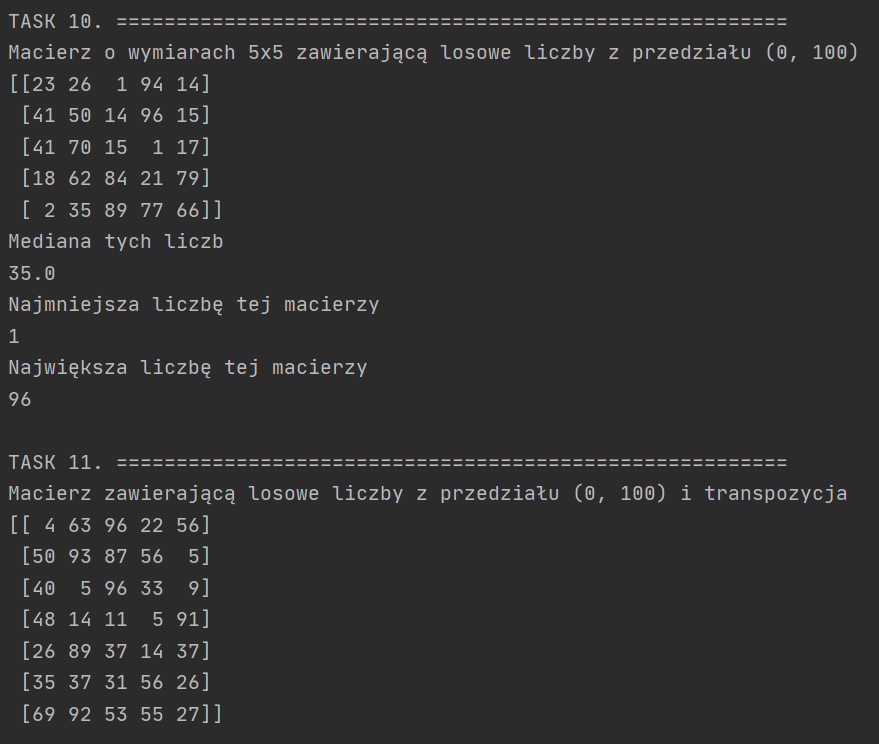 TASK 10. ========================================================
Macierz o wymiarach 5x5 zawierającą losowe liczby z przedziału (0, 100)
[[23 26  1 94 14]
 [41 50 14 96 15]
 [41 70 15  1 17]
 [18 62 84 21 79]
 [ 2 35 89 77 66]]
Mediana tych liczb
35.0
Najmniejsza liczbę tej macierzy
1
Największa liczbę tej macierzy
96

TASK 11. ========================================================
Macierz zawierającą losowe liczby z przedziału (0, 100) i transpozycja
[[ 4 63 96 22 56]
 [50 93 87 56  5]
 [40  5 96 33  9]
 [48 14 11  5 91]
 [26 89 37 14 37]
 [35 37 31 56 26]
 [69 92 53 55 27]]